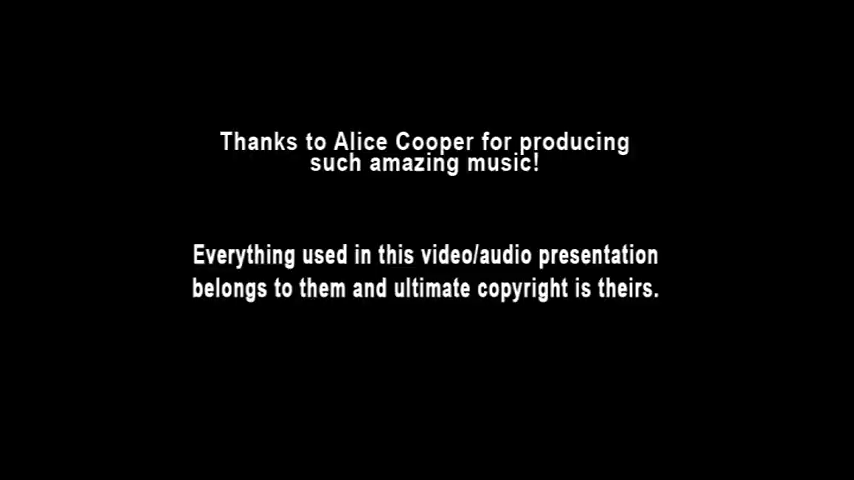 Thanks to Alice Cooper for producing
such amazing music!
Everything used in this video/audio presentation
belongs to them and ultimate copyright is theirs.